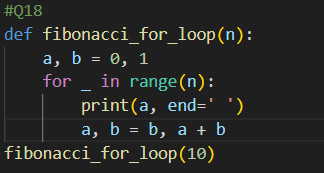 #Q18
def fibonacci_for_loop(n):
    a, b = 0, 1
    for _ in range(n):
        print(a, end=' ')
        a, b = b, a + b
fibonacci_for_loop(10)